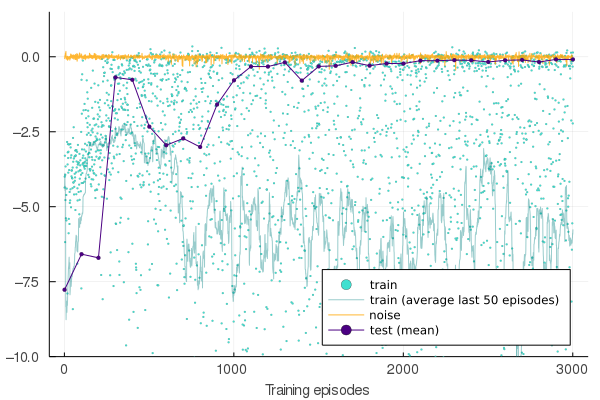 0.0
−2.5
−5.0
−7.5
−10.0
0 1000 2000 3000
Training episodes
train
train (average last 50 episodes)
noise
test (mean)